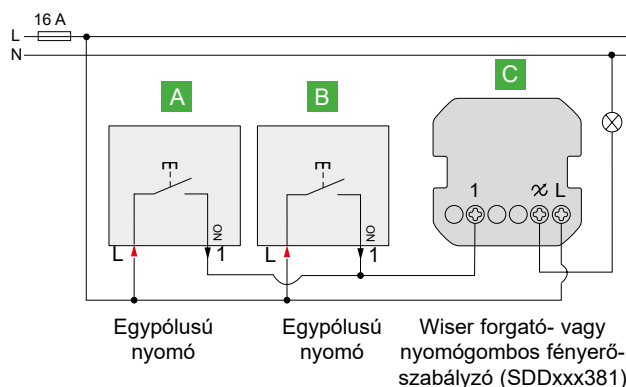 16 A
L
N
A
B
C
1
L
NO
1
L
NO
1
L
Egypólusú
nyomó
Egypólusú
nyomó
Wiser forgató- vagy
nyomógombos fényerő-
szabályzó (SDDxxx381)